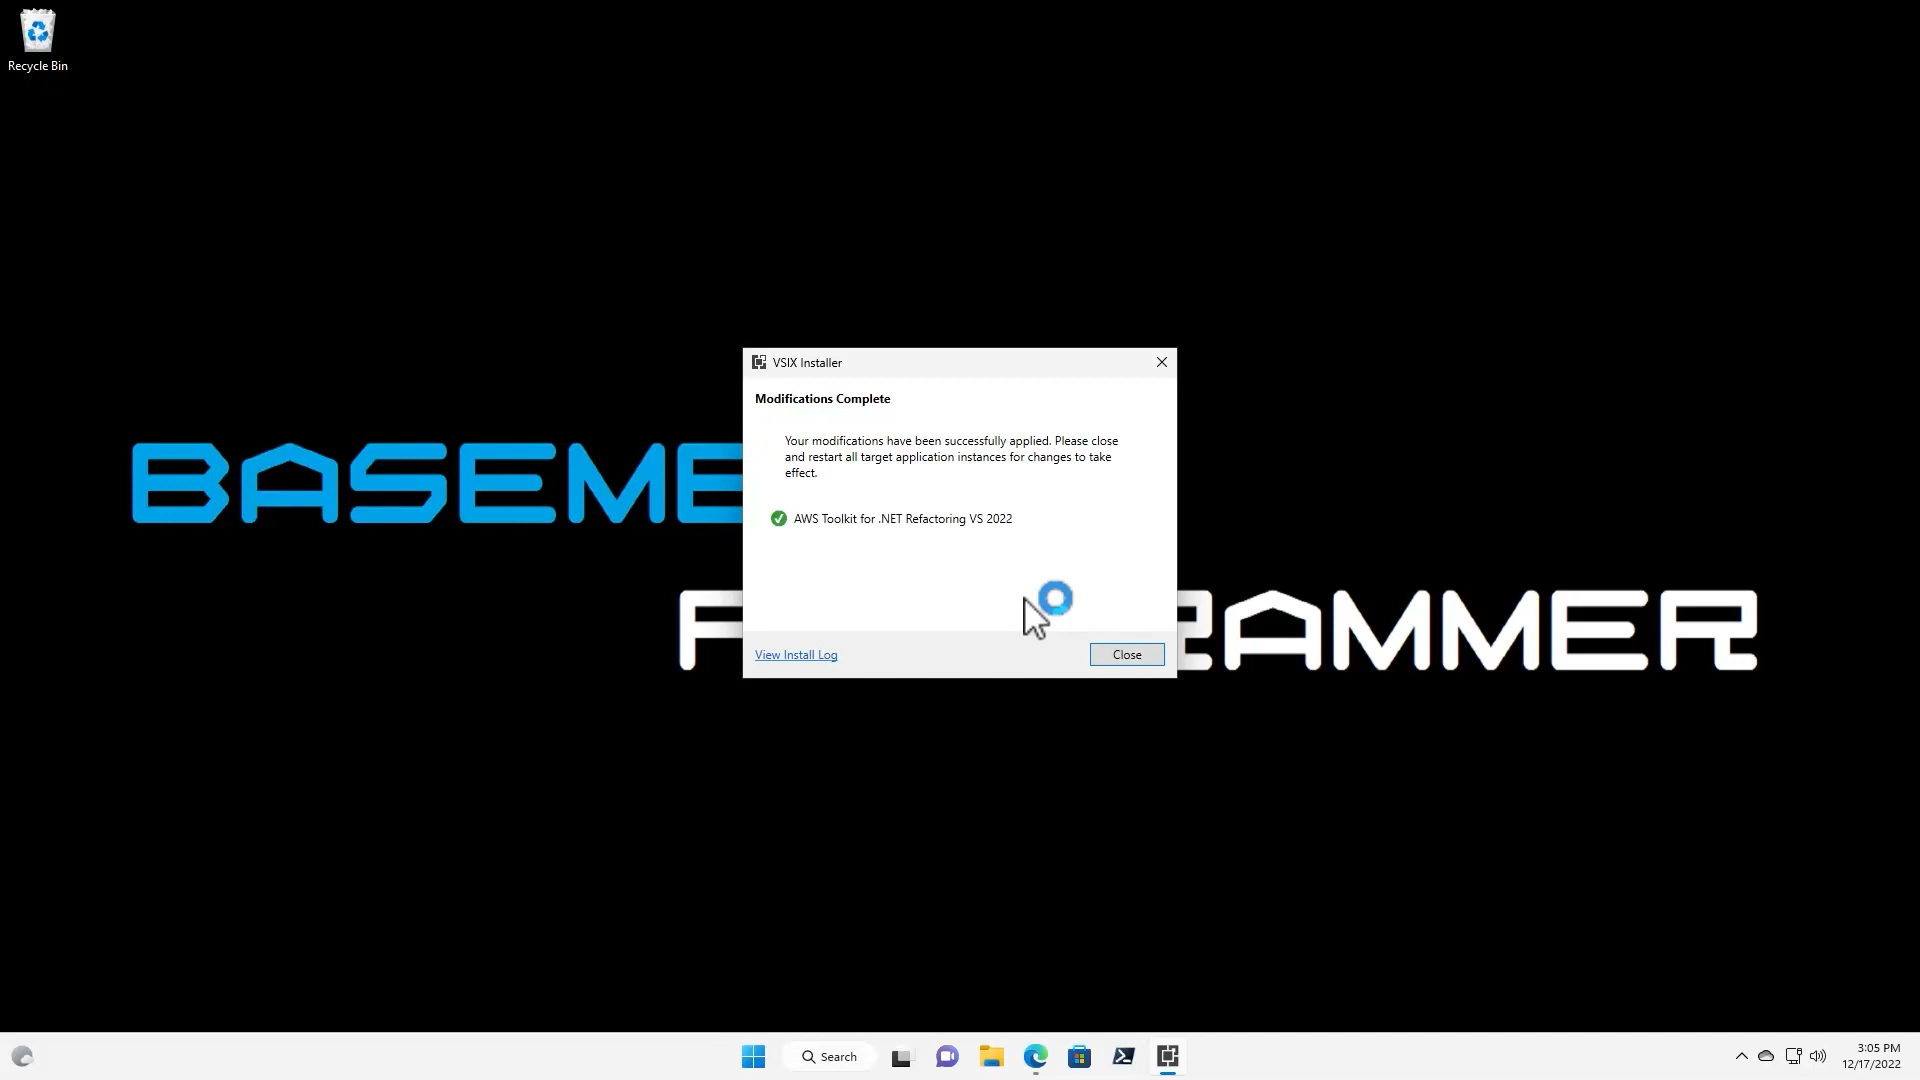 Recycle Bin
VSIX Installer
Modifications Complete
Your modifications have been successfully applied. Please close
and restart all target application instances for changes to take
effect.
AWS Toolkit for .NET Refactoring VS 2022
View Install Log
Close
BASEME
RAMMER
Search
3:05 PM
12/17/2022